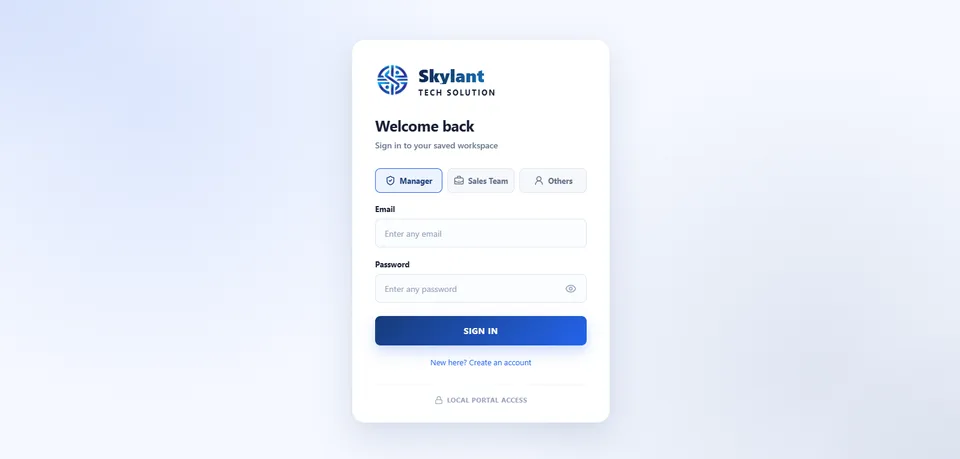 Skylant
TECH SOLUTION
Welcome back
Sign in to your saved workspace
Manager
Sales Team
Others
Email
Enter any email
Password
Enter any password
SIGN IN
New here? Create an account
LOCAL PORTAL ACCESS